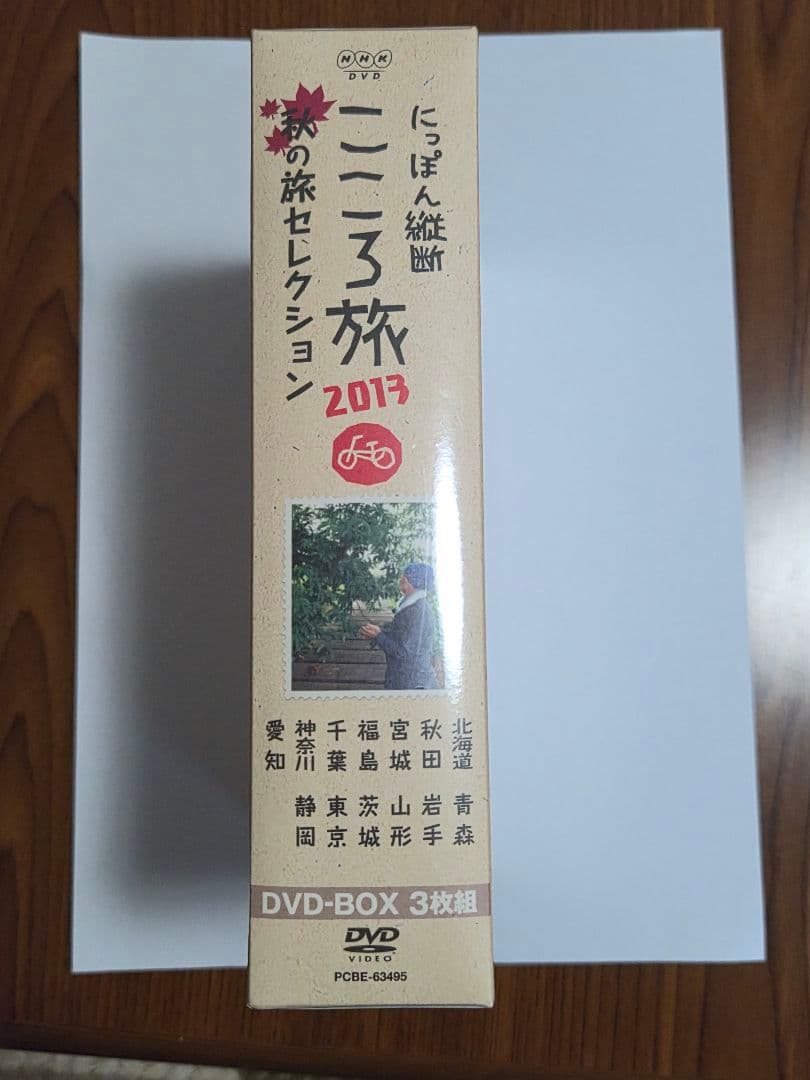 NHK
DVD
にっぽん縦断
こころ旅
2013
秋の旅セレクション
北海道 青森
秋田 岩手
宮城 山形
福島 茨城
千葉 東京
神奈川 静岡
愛知
DVD-BOX 3枚組
DVD
VIDEO
PCBE-63495